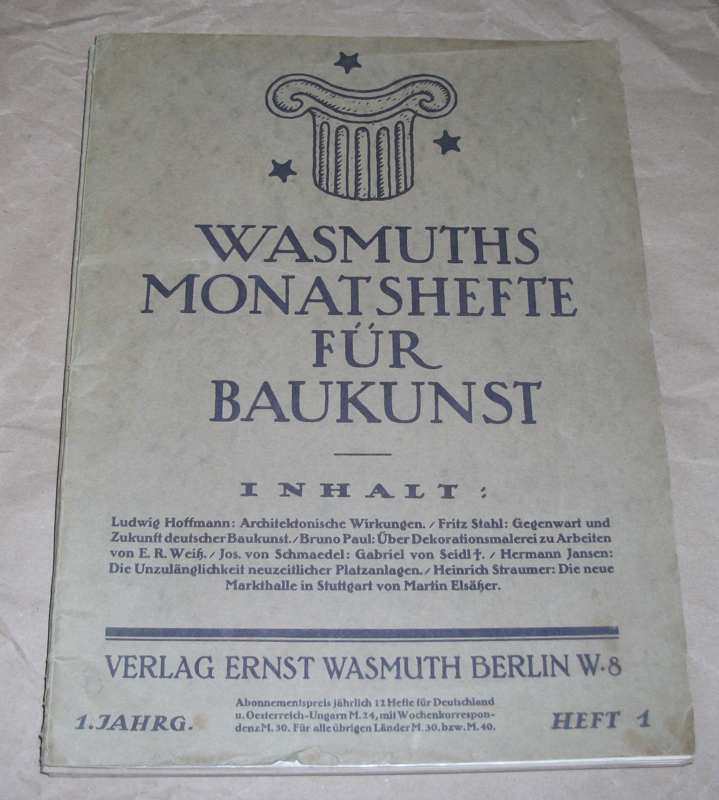 WASMUTHS
MONATSHEFTE
FÜR
BAUKUNST
INHALT:
Ludwig Hoffmann: Architektonische Wirkungen. / Fritz Stahl: Gegenwart und
Zukunft deutscher Baukunst. / Bruno Paul: Über Dekorationsmalerei zu Arbeiten
von E. R. Weiß. / Jos. von Schmaedel: Gabriel von Seidl †. / Hermann Jansen:
Die Unzulänglichkeit neuzeitlicher Platzanlagen. / Heinrich Straumer: Die neue
Markthalle in Stuttgart von Martin Elsäßer.
VERLAG ERNST WASMUTH BERLIN W·8
1. JAHRG.
Abonnementspreis jährlich 12 Hefte für Deutschland
u. Oesterreich-Ungarn M. 24, mit Wochenkorrespon-
denz M. 30. Für alle übrigen Länder M. 30, bzw. M. 40.
HEFT 1